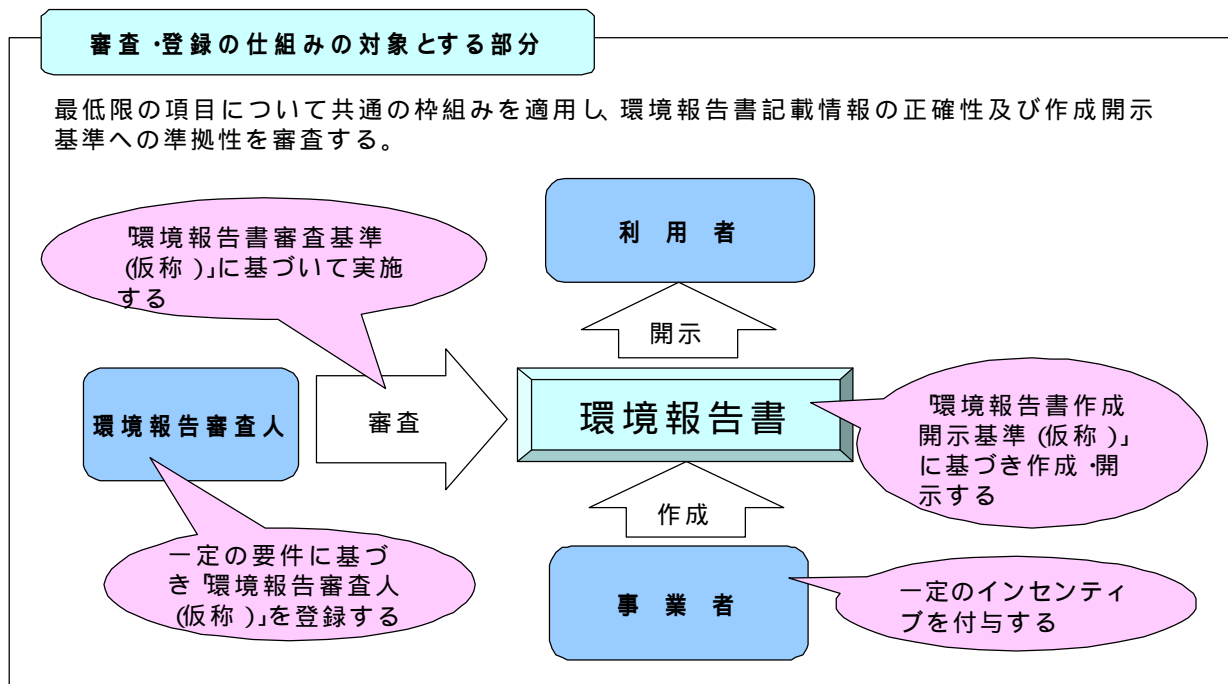 審査・登録の仕組みの対象とする部分
最低限の項目について共通の枠組みを適用し、環境報告書記載情報の正確性及び作成開示
基準への準拠性を審査する。
利用者
「環境報告書審査基準
(仮称)」に基づいて実施
する
開示
環境報告審査人
審査
環境報告書
「環境報告書作成
開示基準(仮称)」
に基づき作成・開
示する
作成
一定の要件に基づ
き「環境報告審査人
(仮称)」を登録する
事業者
一定のインセンティ
ブを付与する